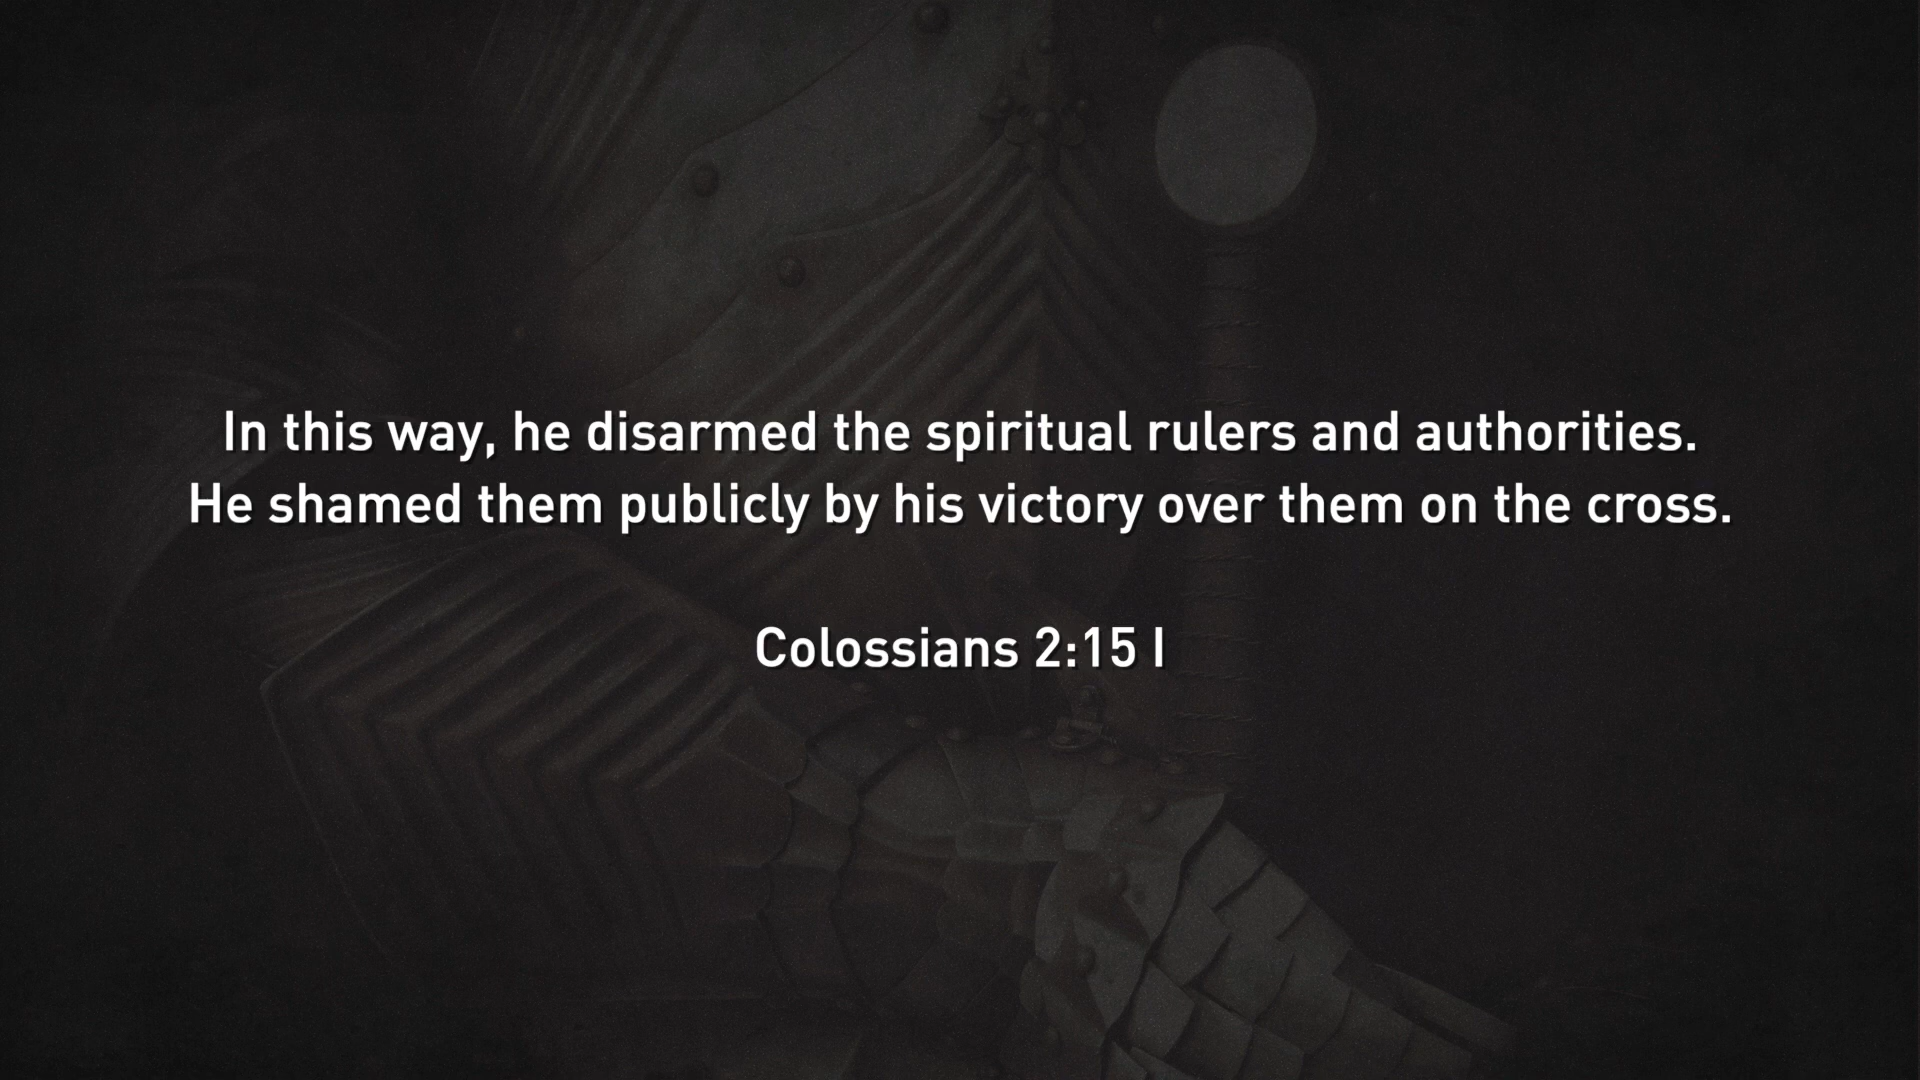 In this way, he disarmed the spiritual rulers and authorities.
He shamed them publicly by his victory over them on the cross.
Colossians 2:15 I